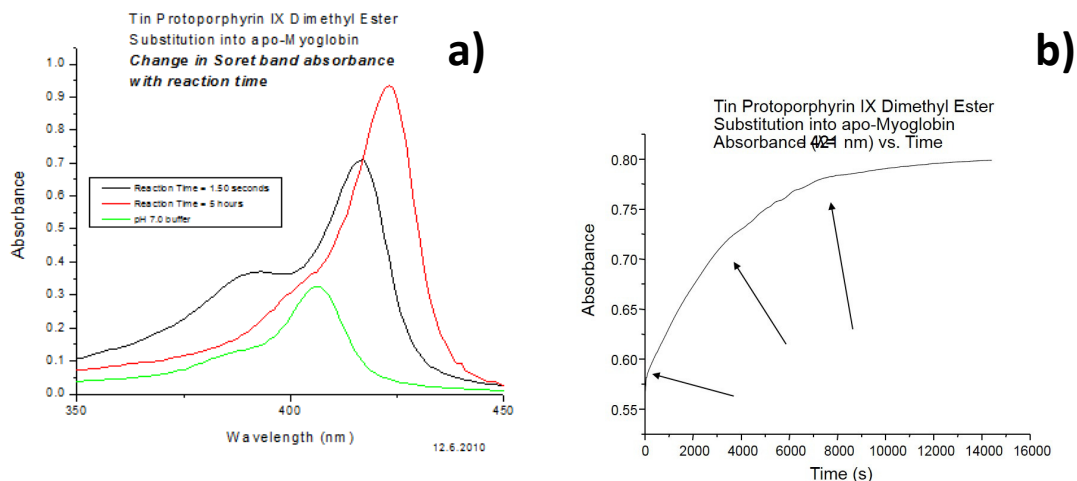 Tin Protoporphyrin IX Dimethyl Ester
Substitution into apo-Myoglobin
Change in Soret band absorbance
with reaction time
a)
1.0
0.9
0.8
0.7
0.6
0.5
0.4
0.3
0.2
0.1
0.0
Absorbance
Reaction Time = 1.50 seconds
Reaction Time = 5 hours
pH 7.0 buffer
350
400
450
Wavelength (nm)
12.6.2010
b)
Tin Protoporphyrin IX Dimethyl Ester
Substitution into apo-Myoglobin
Absorbance 421 nm) vs. Time
0.80
0.75
0.70
0.65
0.60
0.55
Absorbance
0 2000 4000 6000 8000 10000 12000 14000 16000
Time (s)